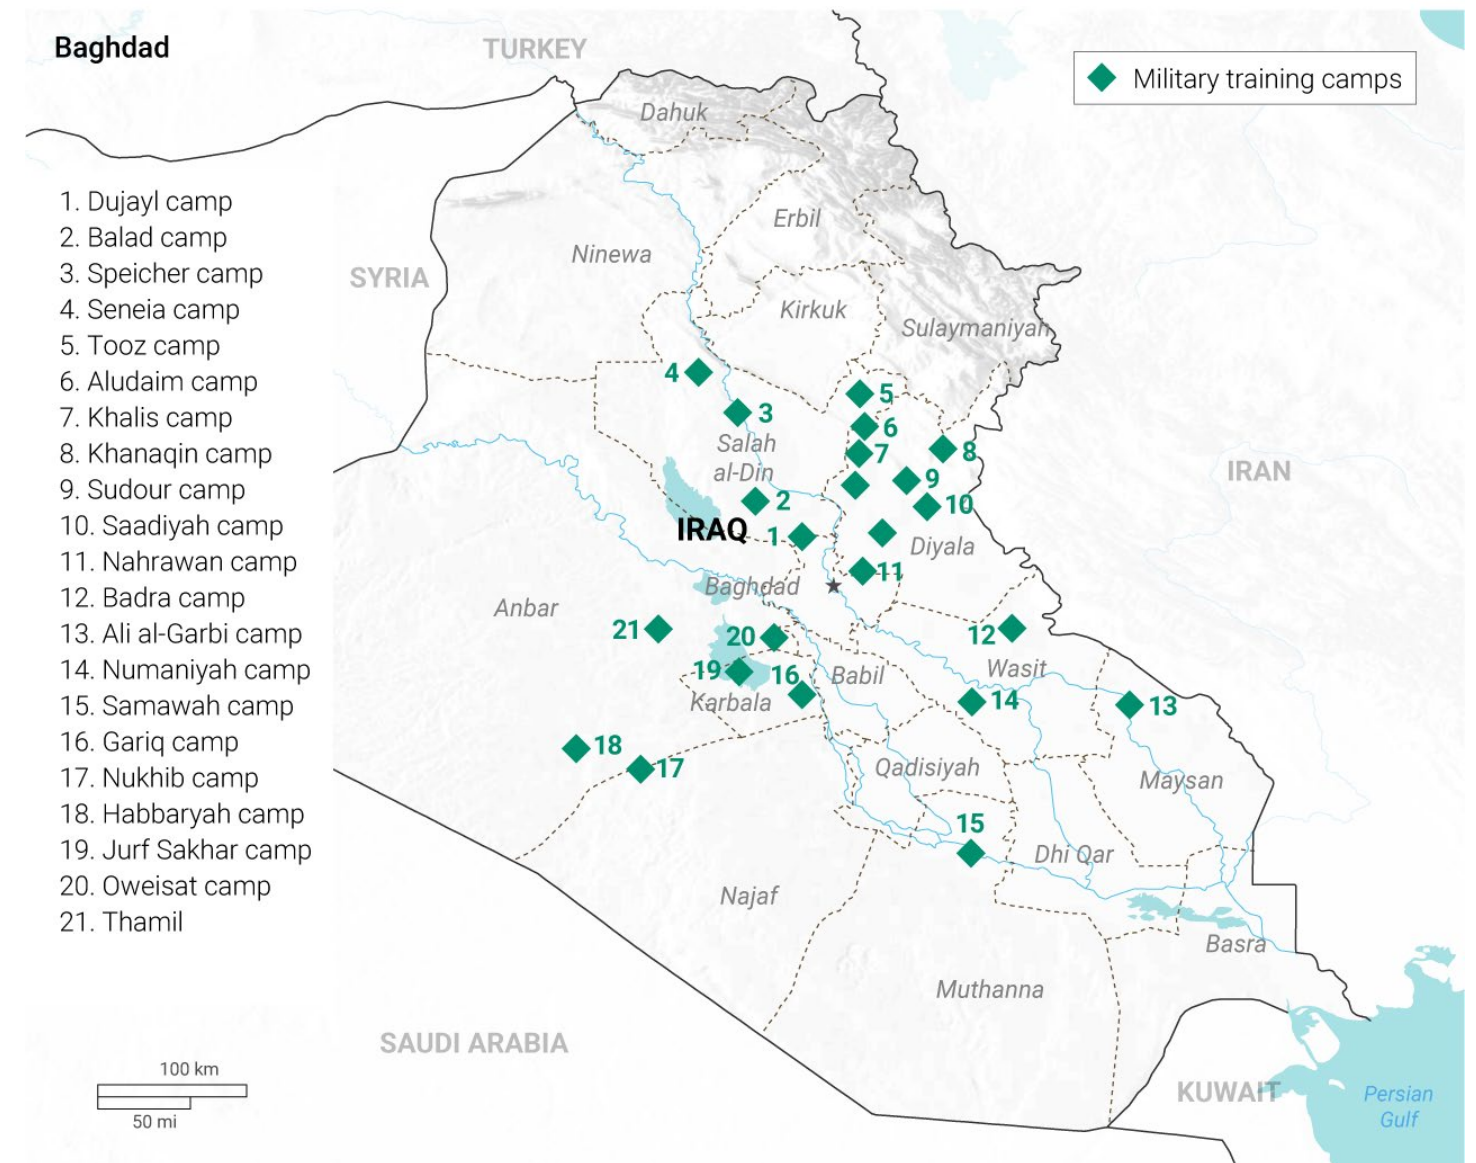 Baghdad
TURKEY
Military training camps
Dahuk
1. Dujayl camp
2. Balad camp
3. Speicher camp
4. Seneia camp
5. Tooz camp
6. Aludaim camp
7. Khalis camp
8. Khanaqin camp
9. Sudour camp
10. Saadiyah camp
11. Nahrawan camp
12. Badra camp
13. Ali al-Garbi camp
14. Numaniyah camp
15. Samawah camp
16. Gariq camp
17. Nukhib camp
18. Habbaryah camp
19. Jurf Sakhar camp
20. Oweisat camp
21. Thamil
Erbil
Ninewa
SYRIA
Kirkuk
Sulaymaniyah
4
5
3
6
Salah
al-Din
7
8
IRAN
9
2
10
IRAQ
1
Diyala
11
Baghdad
Anbar
21
20
12
Wasit
19
16
Babil
Karbala
14
13
18
17
Qadisiyah
Maysan
15
Dhi Qar
Najaf
Basra
Muthanna
SAUDI ARABIA
100 km
50 mi
KUWAIT
Persian
Gulf